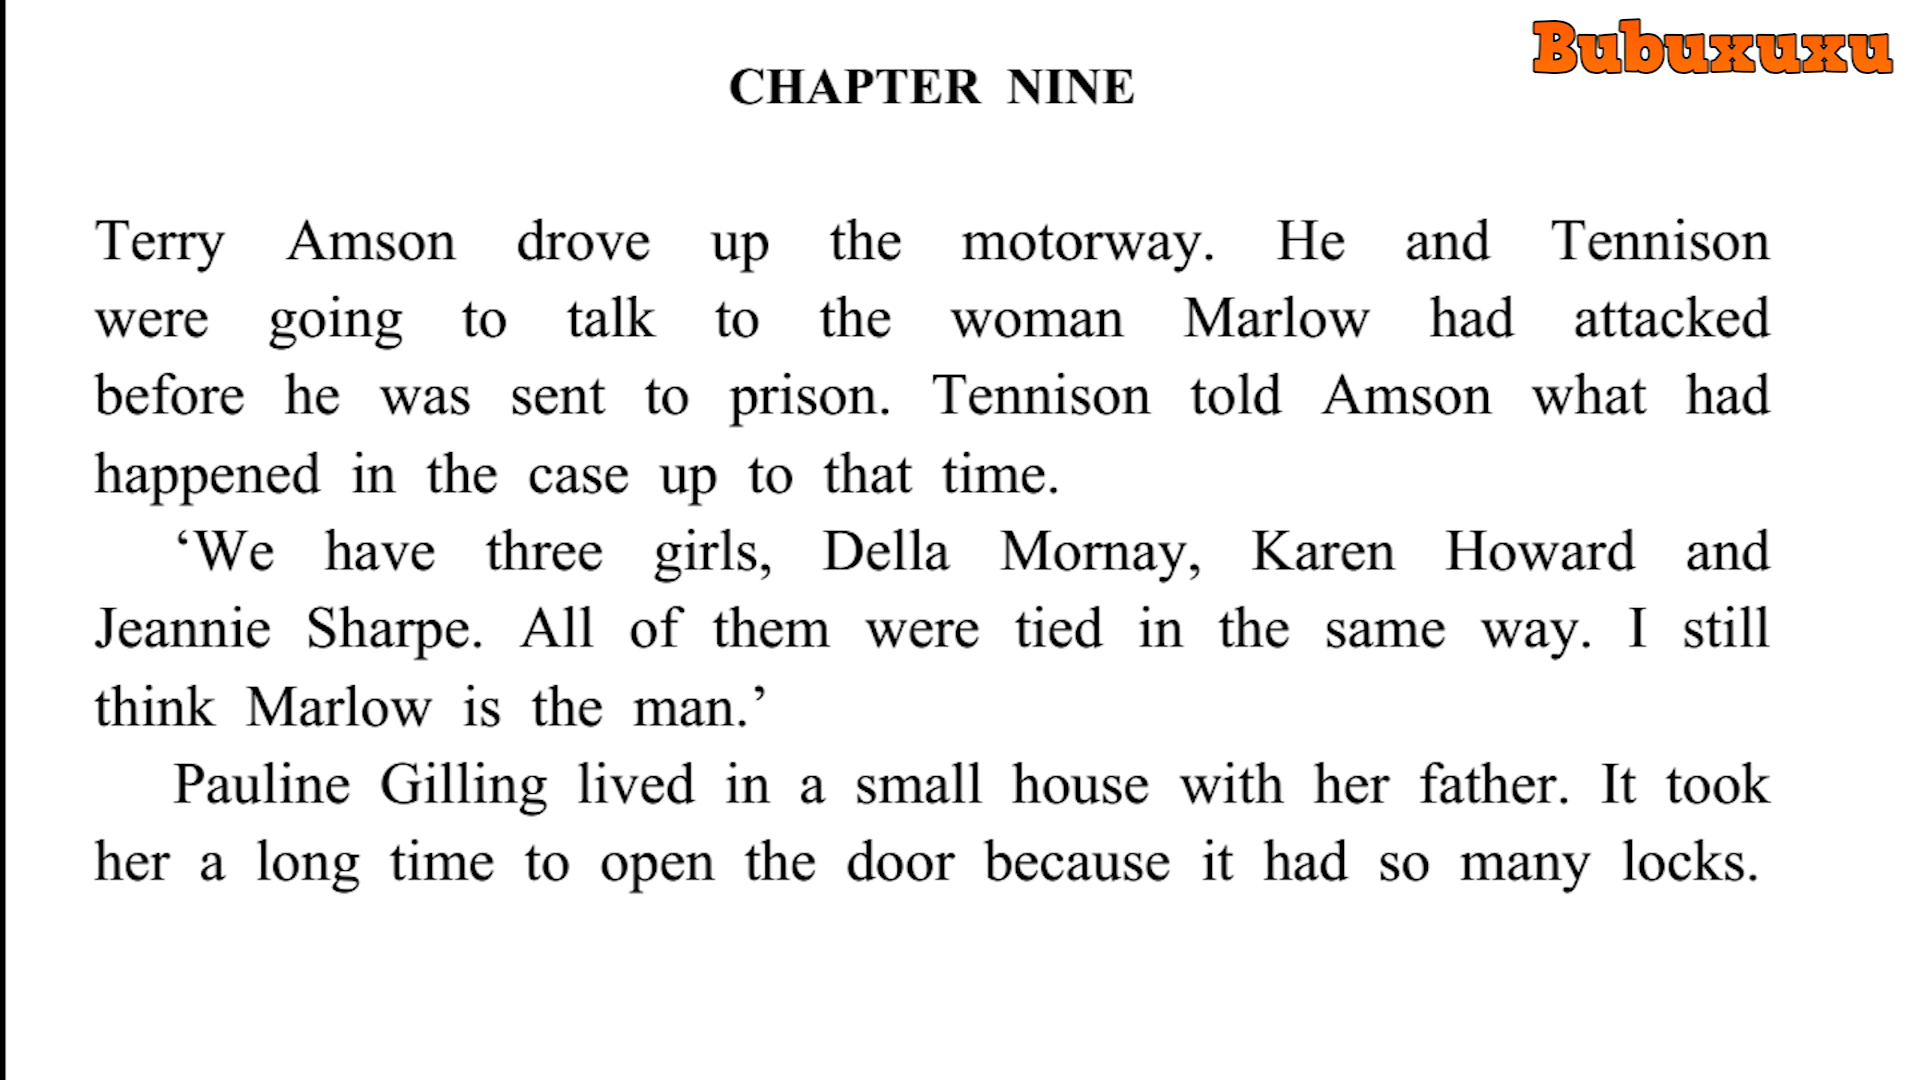 Bubuxuxu
CHAPTER NINE
Terry Amson drove up the motorway. He and Tennison
were going to talk to the woman Marlow had attacked
before he was sent to prison. Tennison told Amson what had
happened in the case up to that time.
‘We have three girls, Della Mornay, Karen Howard and
Jeannie Sharpe. All of them were tied in the same way. I still
think Marlow is the man.’
Pauline Gilling lived in a small house with her father. It took
her a long time to open the door because it had so many locks.